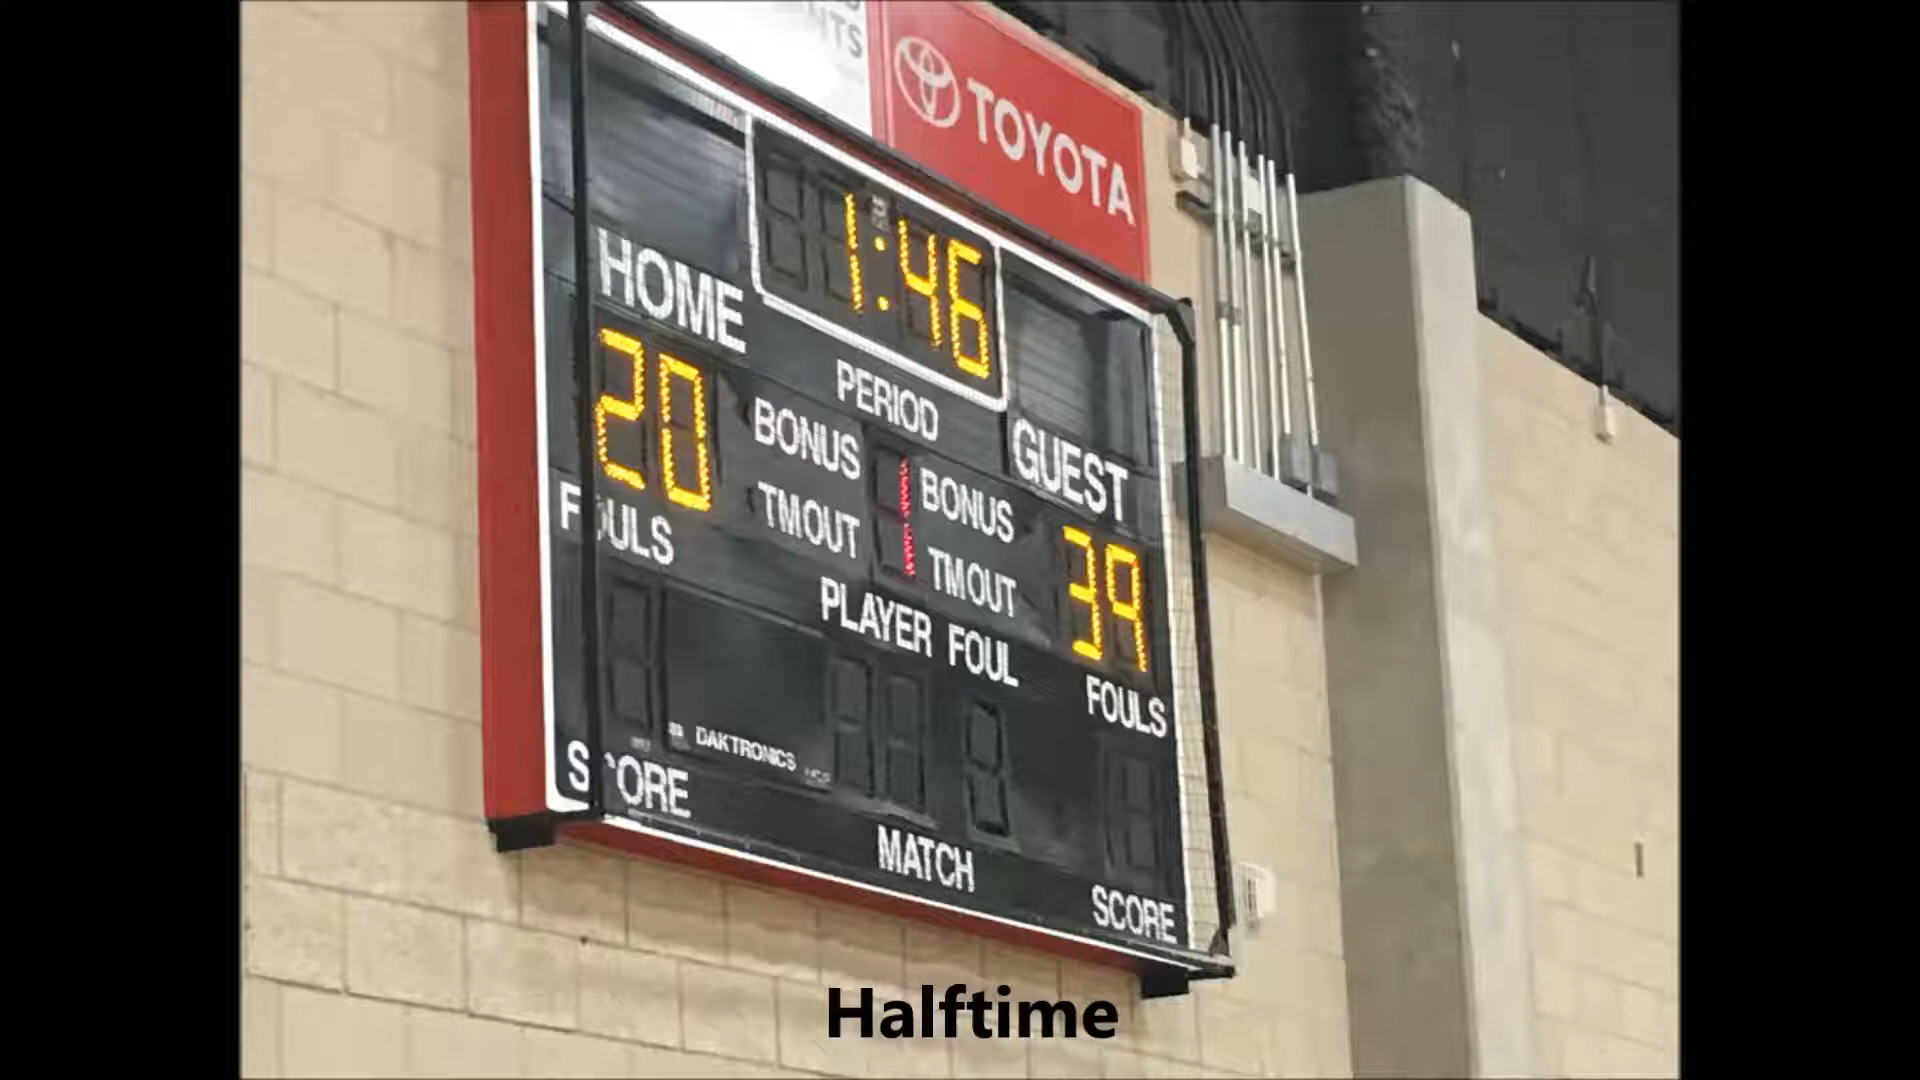 NTS
TOYOTA
1:46
HOME
PERIOD
GUEST
20
BONUS
1
BONUS
39
FOULS
TMOUT
TMOUT
PLAYER FOUL
FOULS
DAKTRONICS
SCORE
MATCH
SCORE
Halftime